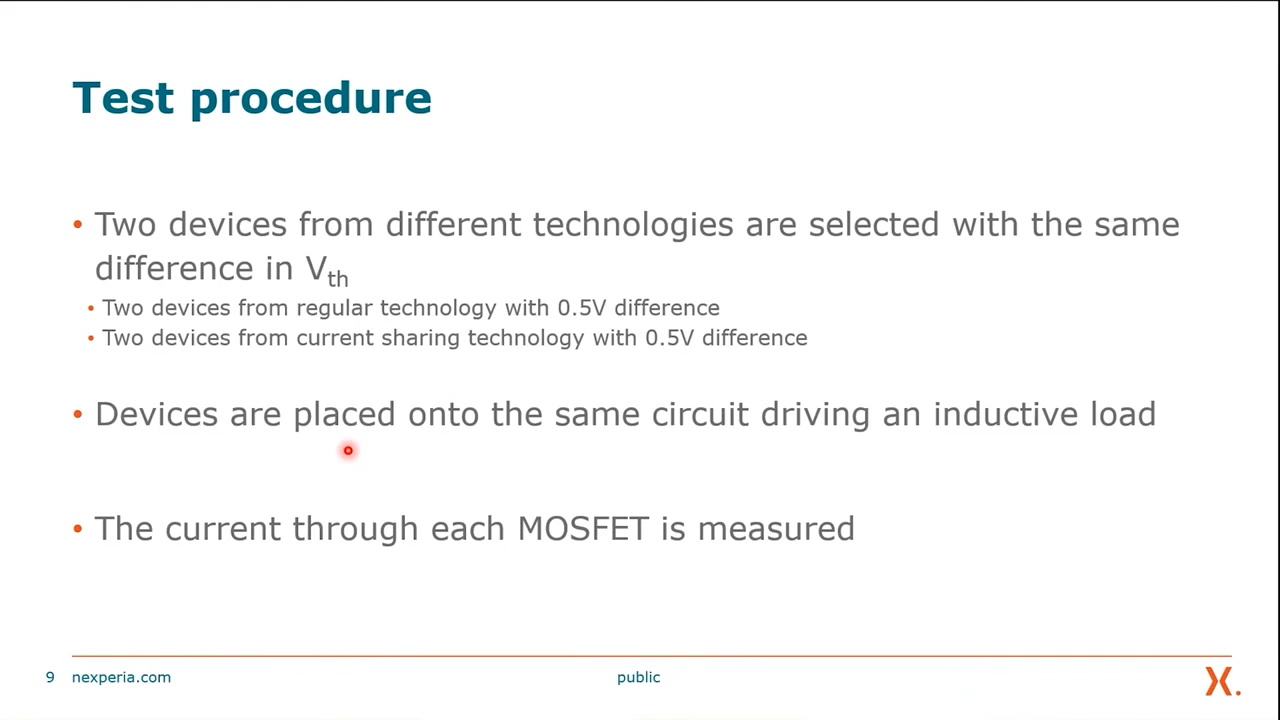 Test procedure
• Two devices from different technologies are selected with the same
difference in Vth
• Two devices from regular technology with 0.5V difference
• Two devices from current sharing technology with 0.5V difference
• Devices are placed onto the same circuit driving an inductive load
• The current through each MOSFET is measured
9 nexperia.com public